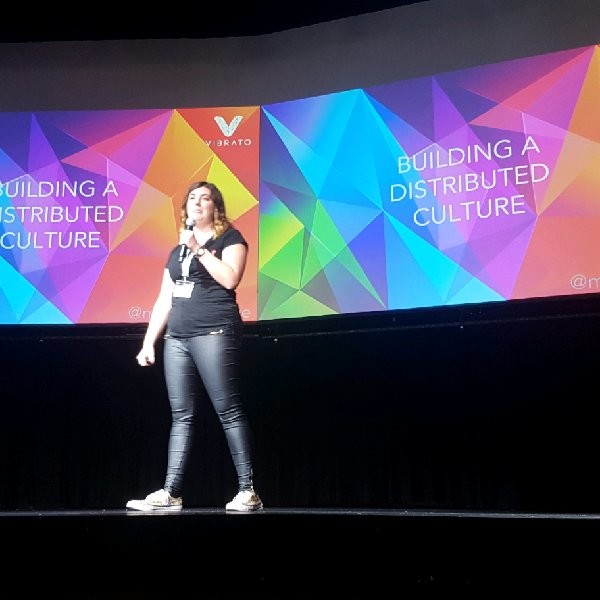 VIBRATO
BUILDING A
DISTRIBUTED
CULTURE
BUILDING A
DISTRIBUTED
CULTURE